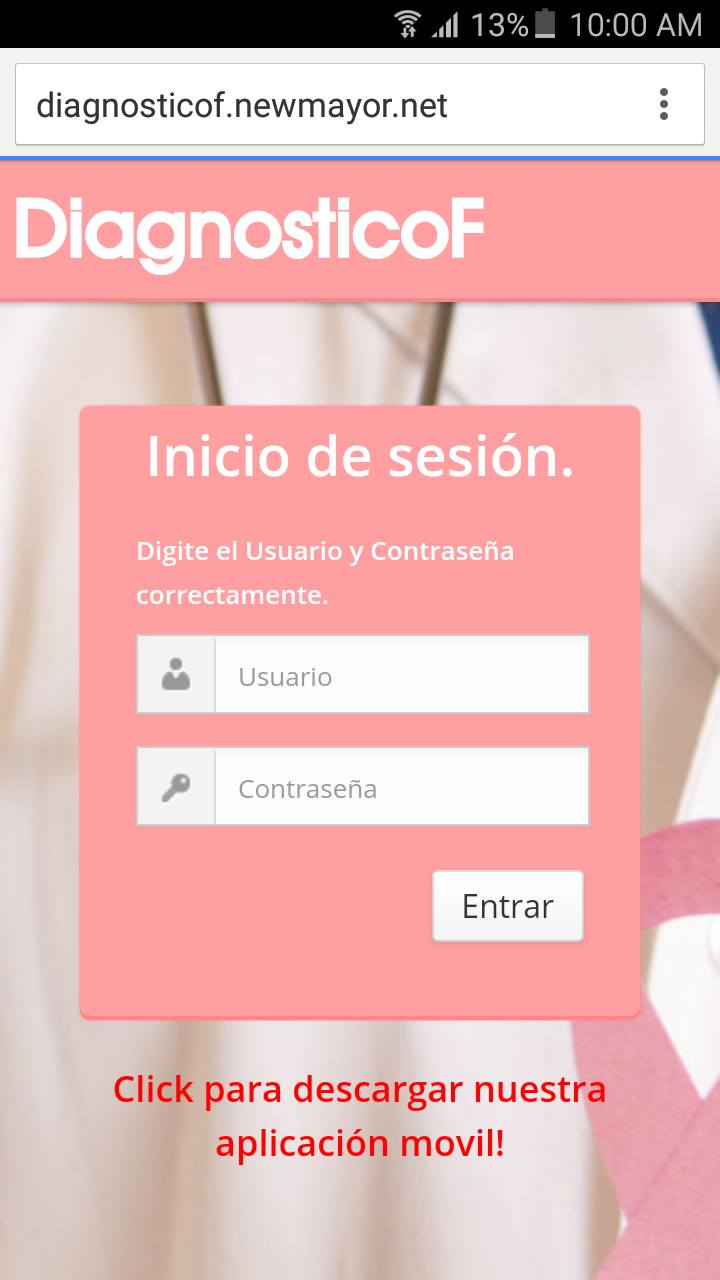 13% 10:00 AM
diagnosticof.newmayor.net
DiagnosticoF
Inicio de sesión.
Digite el Usuario y Contraseña
correctamente.
Usuario
Contraseña
Entrar
Click para descargar nuestra
aplicación movil!